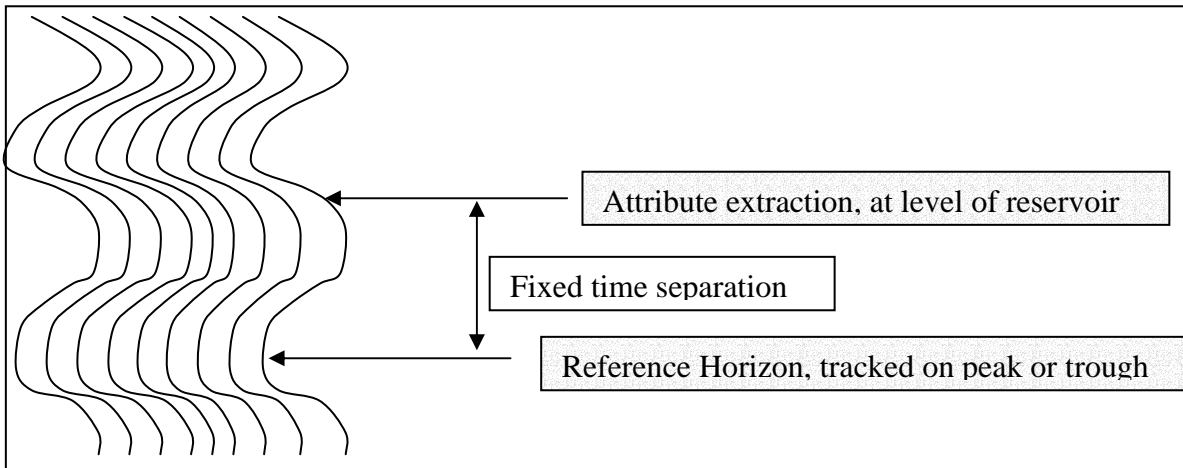 Attribute extraction, at level of reservoir
Fixed time separation
Reference Horizon, tracked on peak or trough